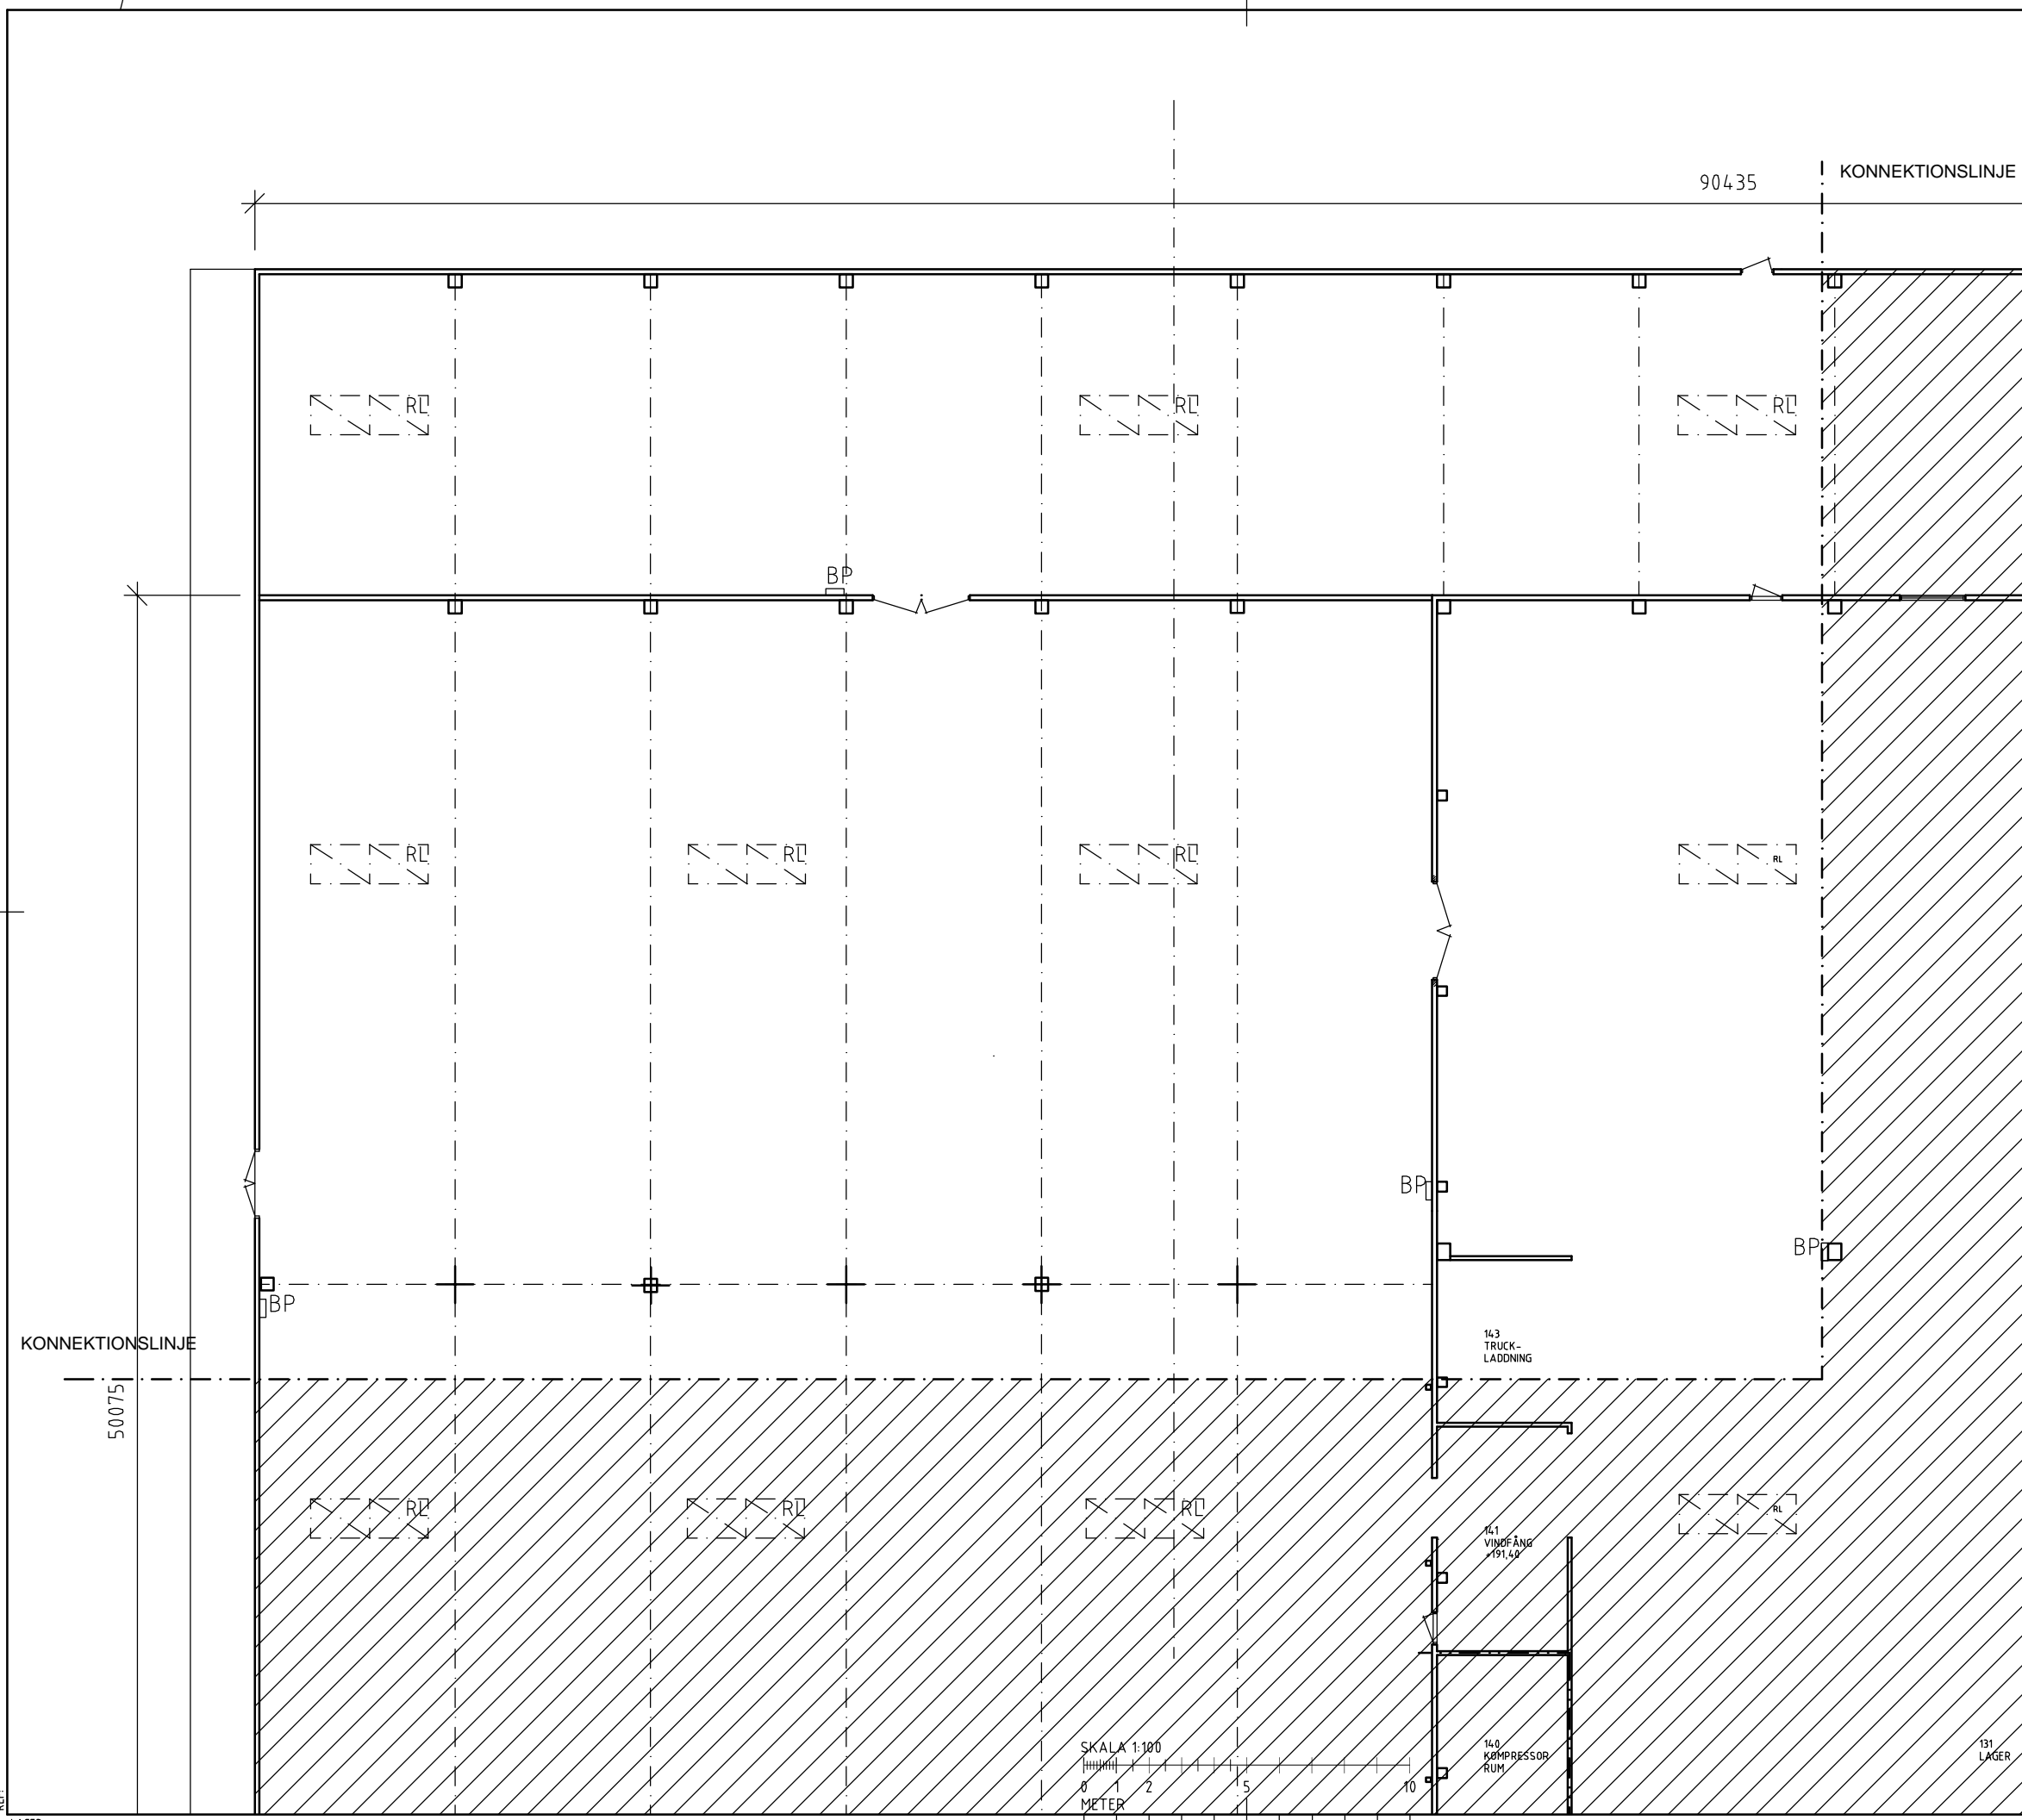 KONNEKTIONSLINJE
90435
RL RL RL
BP
RL RL RL RL
BP
BP
BP
143
TRUCK-
LADDNING
KONNEKTIONSLINJE
50075
RL RL RL RL
141
VINDFÅNG
+191,40
SKALA 1:100
0 1 2 5 10
METER
140
KOMPRESSOR
RUM
131
LAGER